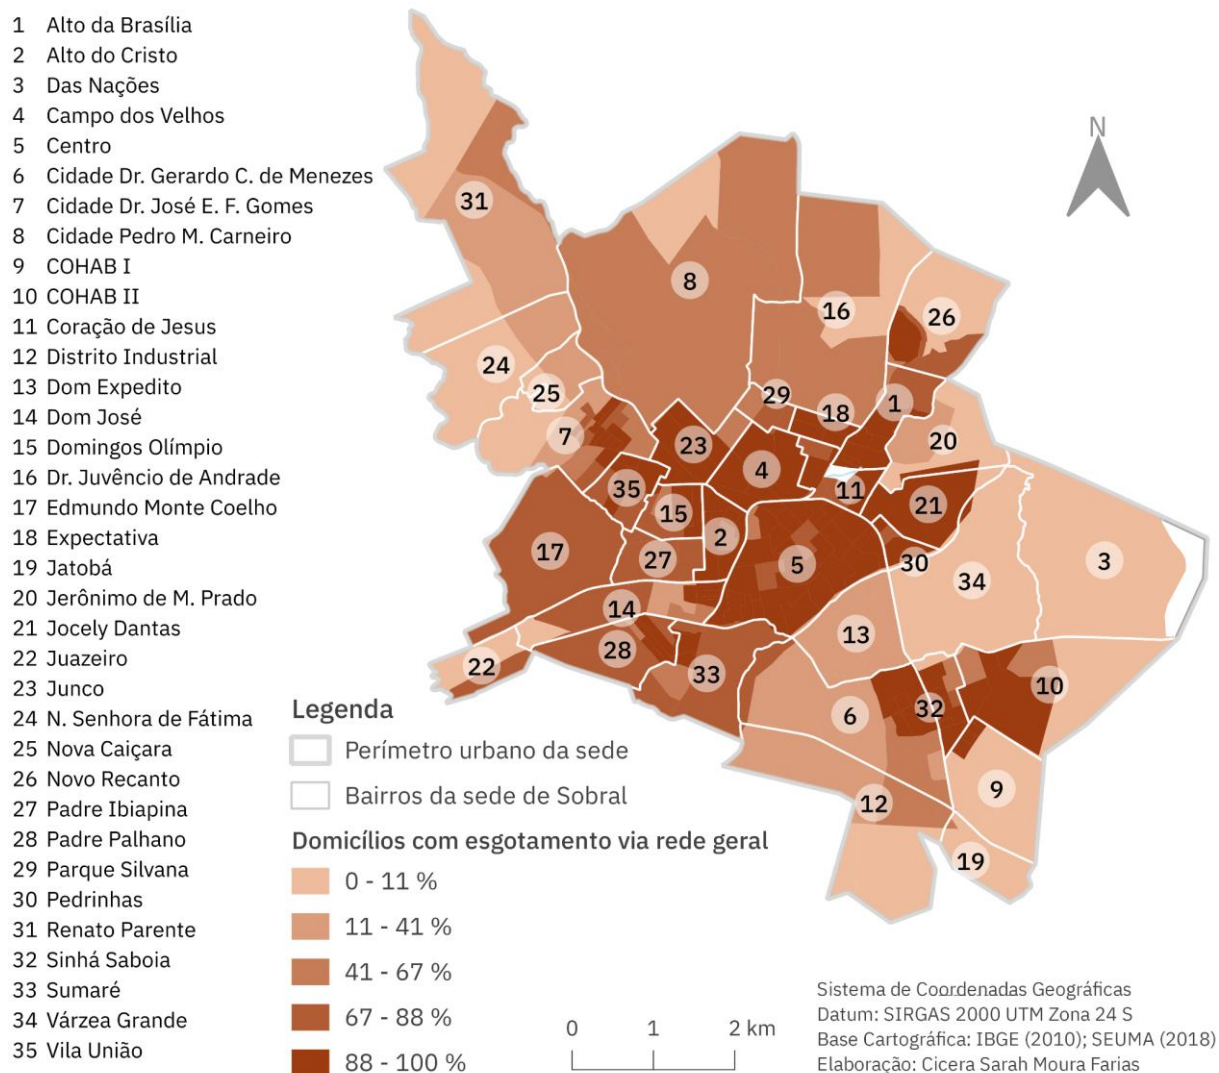 1 Alto da Brasília
2 Alto do Cristo
3 Das Nações
4 Campo dos Velhos
5 Centro
6 Cidade Dr. Gerardo C. de Menezes
7 Cidade Dr. José E. F. Gomes
8 Cidade Pedro M. Carneiro
9 COHAB I
10 COHAB II
11 Coração de Jesus
12 Distrito Industrial
13 Dom Expedito
14 Dom José
15 Domingos Olímpio
16 Dr. Juvêncio de Andrade
17 Edmundo Monte Coelho
18 Expectativa
19 Jatobá
20 Jerônimo de M. Prado
21 Jocely Dantas
22 Juazeiro
23 Junco
24 N. Senhora de Fátima
25 Nova Caiçara
26 Novo Recanto
27 Padre Ibiapina
28 Padre Palhano
29 Parque Silvana
30 Pedrinhas
31 Renato Parente
32 Sinhá Saboia
33 Sumaré
34 Várzea Grande
35 Vila União
N
31
8
16
26
24
25
29
1
18
7
23
20
4
35
11
21
15
2
17
27
5
30
3
34
14
13
28
22
33
10
6
32
9
12
19
Legenda
Perímetro urbano da sede
Bairros da sede de Sobral
Domicílios com esgotamento via rede geral
0 - 11 %
11 - 41 %
41 - 67 %
67 - 88 %
88 - 100 %
0 1 2 km
Sistema de Coordenadas Geográficas
Datum: SIRGAS 2000 UTM Zona 24 S
Base Cartográfica: IBGE (2010); SEUMA (2018)
Elaboração: Cicera Sarah Moura Farias